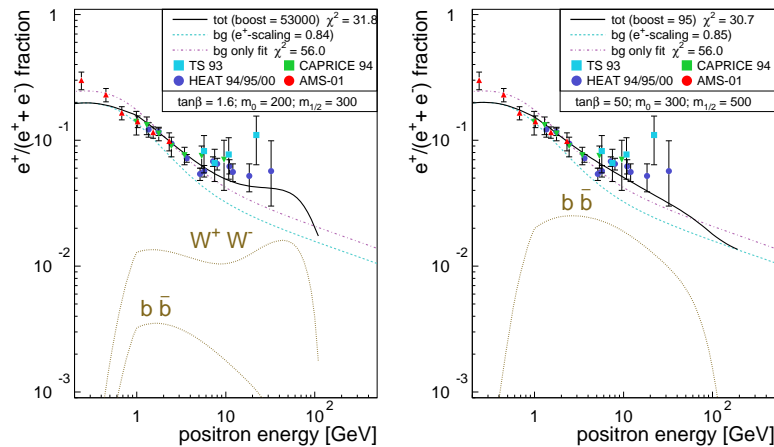 e⁺/(e⁺+ e⁻) fraction
tot (boost = 53000) χ² = 31.8
bg (e⁺-scaling = 0.84)
bg only fit χ² = 56.0
TS 93 CAPRICE 94
HEAT 94/95/00 AMS-01
tanβ = 1.6; m₀ = 200; m₁/₂ = 300
1
10⁻¹
10⁻²
10⁻³
W⁺ W⁻
b b̄
1 10 10²
positron energy [GeV]
e⁺/(e⁺+ e⁻) fraction
tot (boost = 95) χ² = 30.7
bg (e⁺-scaling = 0.85)
bg only fit χ² = 56.0
TS 93 CAPRICE 94
HEAT 94/95/00 AMS-01
tanβ = 50; m₀ = 300; m₁/₂ = 500
1
10⁻¹
10⁻²
10⁻³
b b̄
1 10 10²
positron energy [GeV]